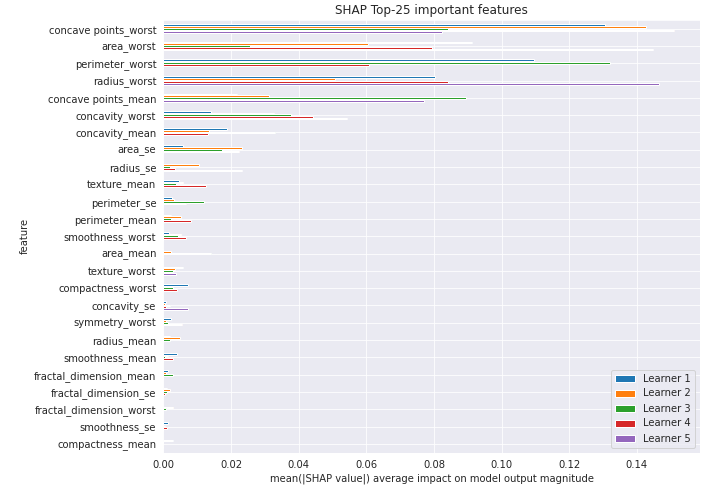 SHAP Top-25 important features
concave points_worst
area_worst
perimeter_worst
radius_worst
concave points_mean
concavity_worst
concavity_mean
area_se
radius_se
texture_mean
perimeter_se
perimeter_mean
smoothness_worst
area_mean
texture_worst
compactness_worst
concavity_se
symmetry_worst
radius_mean
smoothness_mean
fractal_dimension_mean
fractal_dimension_se
fractal_dimension_worst
smoothness_se
compactness_mean
feature
Learner 1
Learner 2
Learner 3
Learner 4
Learner 5
0.00 0.02 0.04 0.06 0.08 0.10 0.12 0.14
mean(|SHAP value|) average impact on model output magnitude